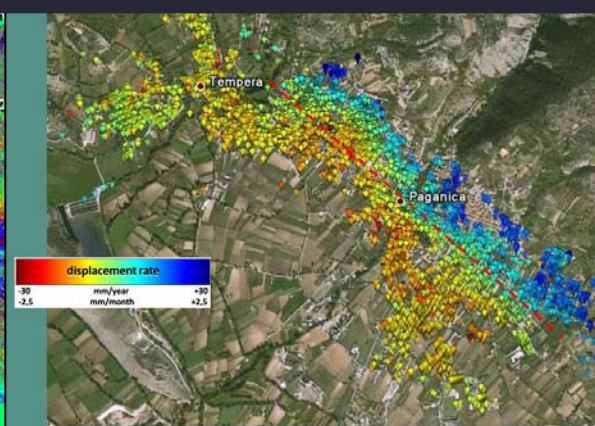 Tempera
Paganica
displacement rate
-30 mm/year +30
-2,5 mm/month +2,5